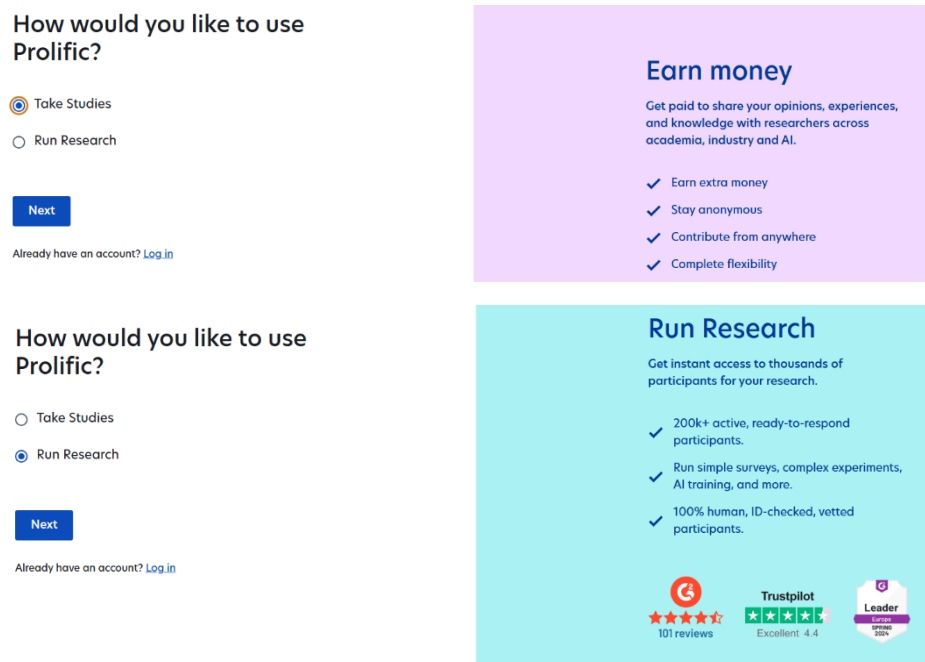 How would you like to use
Prolific?
Take Studies
Run Research
Next
Already have an account? Log in
Earn money
Get paid to share your opinions, experiences,
and knowledge with researchers across
academia, industry and AI.
Earn extra money
Stay anonymous
Contribute from anywhere
Complete flexibility
How would you like to use
Prolific?
Take Studies
Run Research
Next
Already have an account? Log in
Run Research
Get instant access to thousands of
participants for your research.
200k+ active, ready-to-respond
participants.
Run simple surveys, complex experiments,
AI training, and more.
100% human, ID-checked, vetted
participants.
G2
101 reviews
Trustpilot
Excellent 4.4
G
Leader
Europe
SPRING
2024